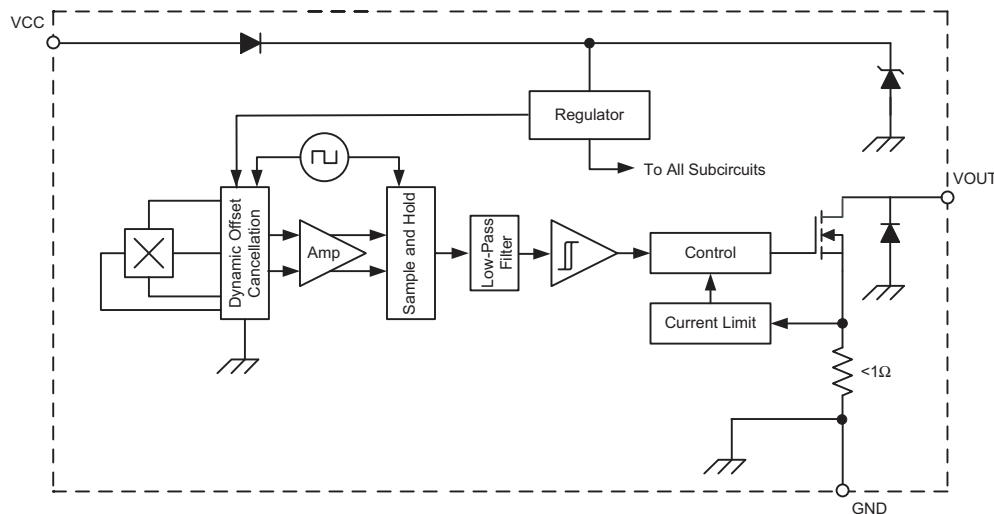 VCC
Regulator
To All Subcircuits
VOUT
Dynamic Offset
Cancellation
Amp
Sample and Hold
Low-Pass
Filter
Control
Current Limit
<1Ω
GND